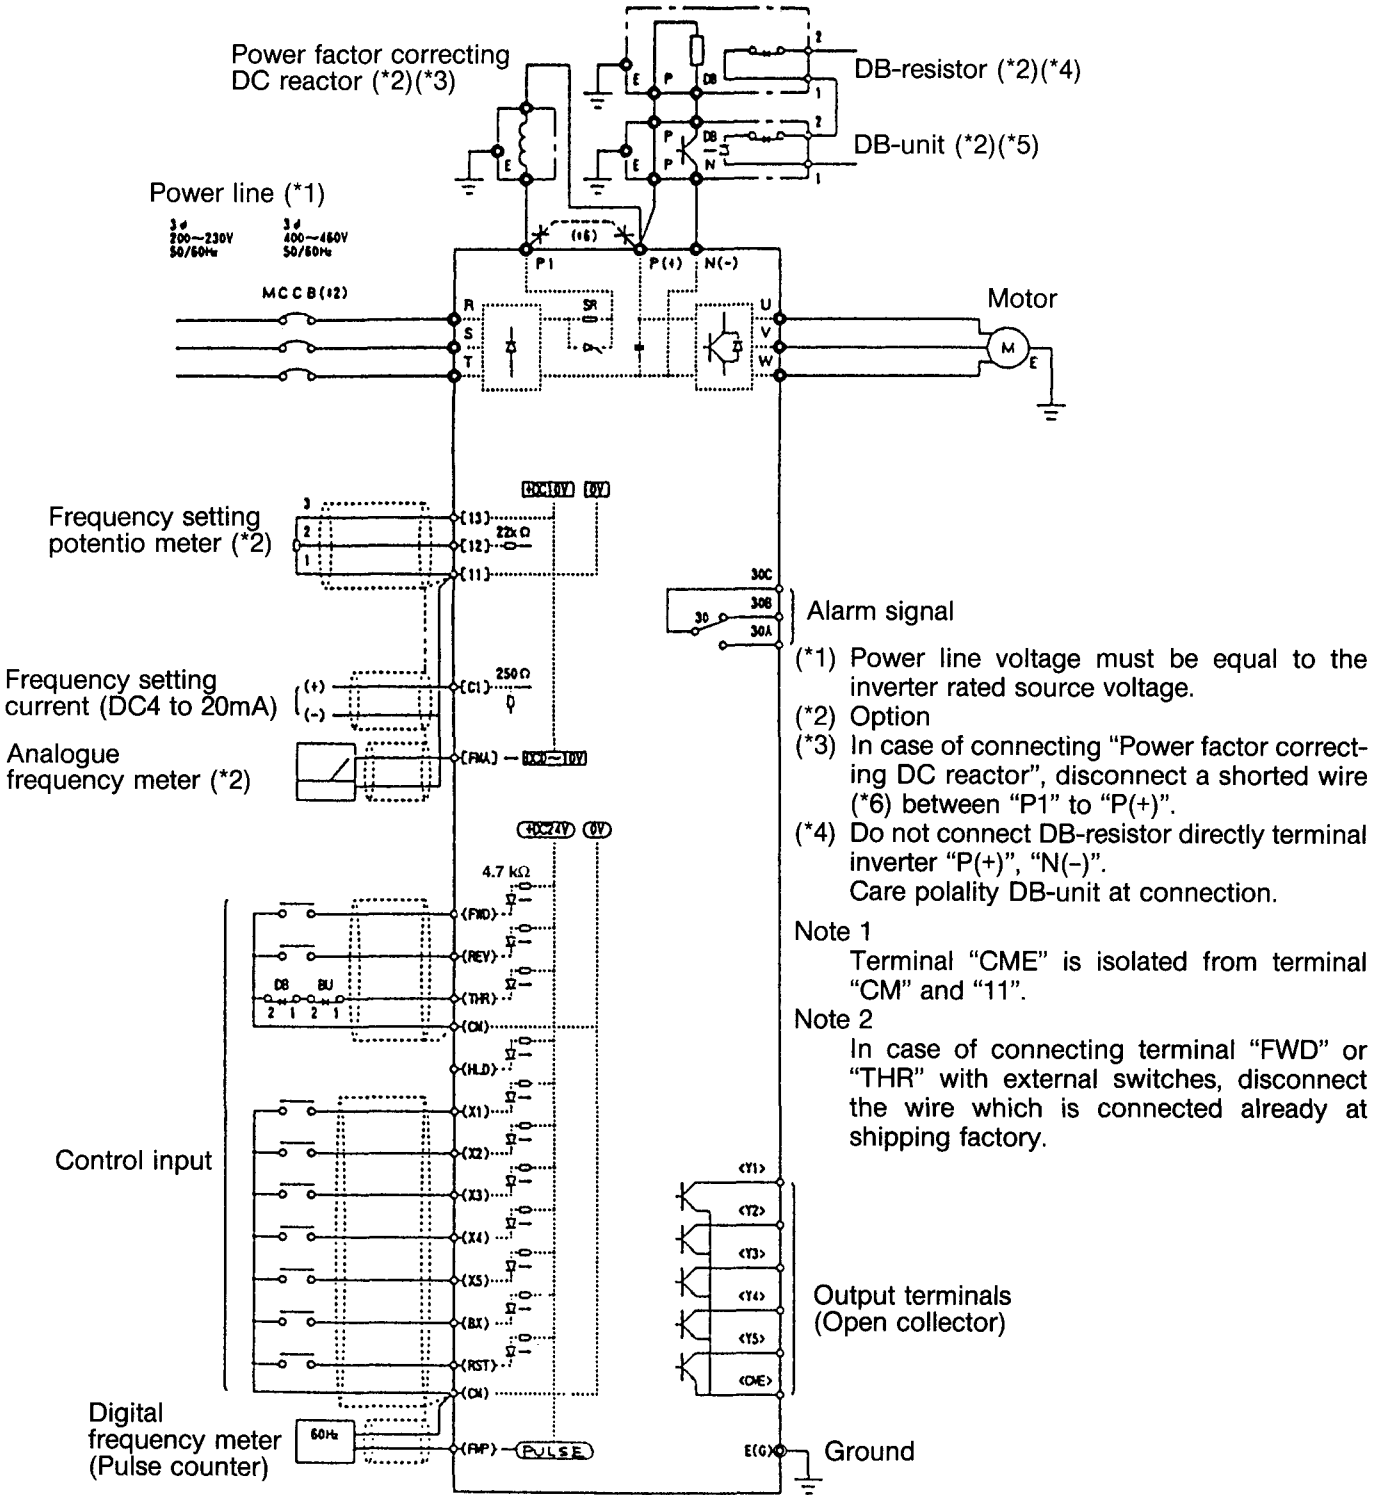 Power factor correcting
DC reactor (*2)(*3)
2
E P DB
1
DB-resistor (*2)(*4)
2
E P DB
P N
1
DB-unit (*2)(*5)
E
Power line (*1)
3ø 3ø
200~230V 400~460V
50/60Hz 50/60Hz
(*6)
P1 P(+) N(-)
MCCB(*2)
R SR U
S V
T W
Motor
M
E
+DC10V 0V
Frequency setting
potentio meter (*2)
3
2
1
[13]
[12] 22kΩ
[11]
30C
30B
30
30A
Alarm signal
Frequency setting
current (DC4 to 20mA)
(+)
(-)
[C1] 250Ω
Analogue
frequency meter (*2)
[FMA] DC0~10V
(*1) Power line voltage must be equal to the
inverter rated source voltage.
(*2) Option
(*3) In case of connecting “Power factor correct-
ing DC reactor”, disconnect a shorted wire
(*6) between “P1” to “P(+)”.
(*4) Do not connect DB-resistor directly terminal
inverter “P(+)”, “N(-)”.
Care polality DB-unit at connection.
Note 1
Terminal “CME” is isolated from terminal
“CM” and “11”.
Note 2
In case of connecting terminal “FWD” or
“THR” with external switches, disconnect
the wire which is connected already at
shipping factory.
+DC24V 0V
4.7 kΩ
(FWD)
(REV)
DB BU
2 1 2 1
(THR)
(CM)
(HLD)
(X1)
Control input
(X2)
(X3)
(X4)
(X5)
(BX)
(RST)
(CM)
<Y1>
<Y2>
<Y3>
<Y4>
<Y5>
<CME>
Output terminals
(Open collector)
Digital
frequency meter
(Pulse counter)
60Hz
(FMP) PULSE
E(G) Ground